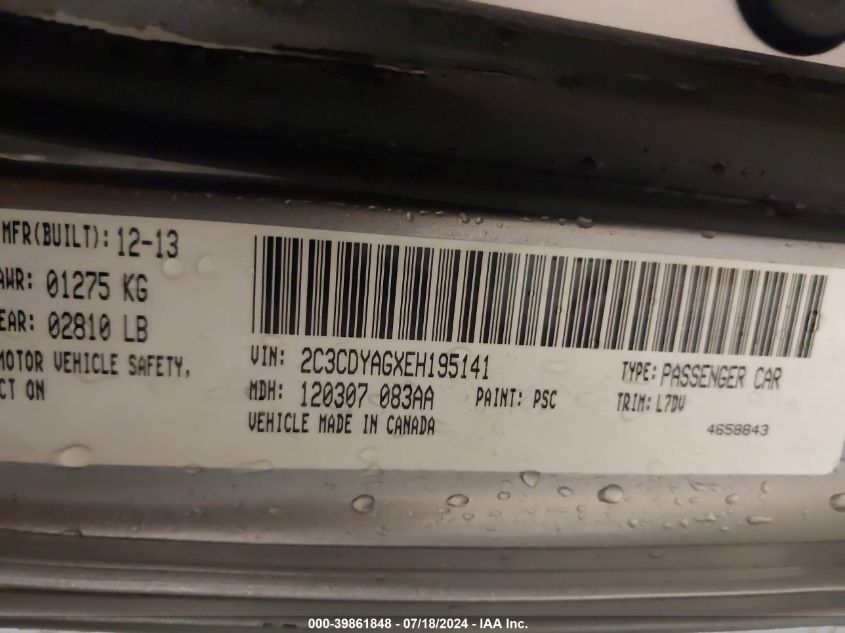 MFR(BUILT): 12-13
AWR: 01275 KG
EAR: 02810 LB
MOTOR VEHICLE SAFETY,
CT ON
VIN: 2C3CDYAGXEH195141
TYPE: PASSENGER CAR
MDH: 120307 083AA PAINT: PSC
TRIM: L7DV
VEHICLE MADE IN CANADA
4658843
000-39861848 - 07/18/2024 - IAA Inc.